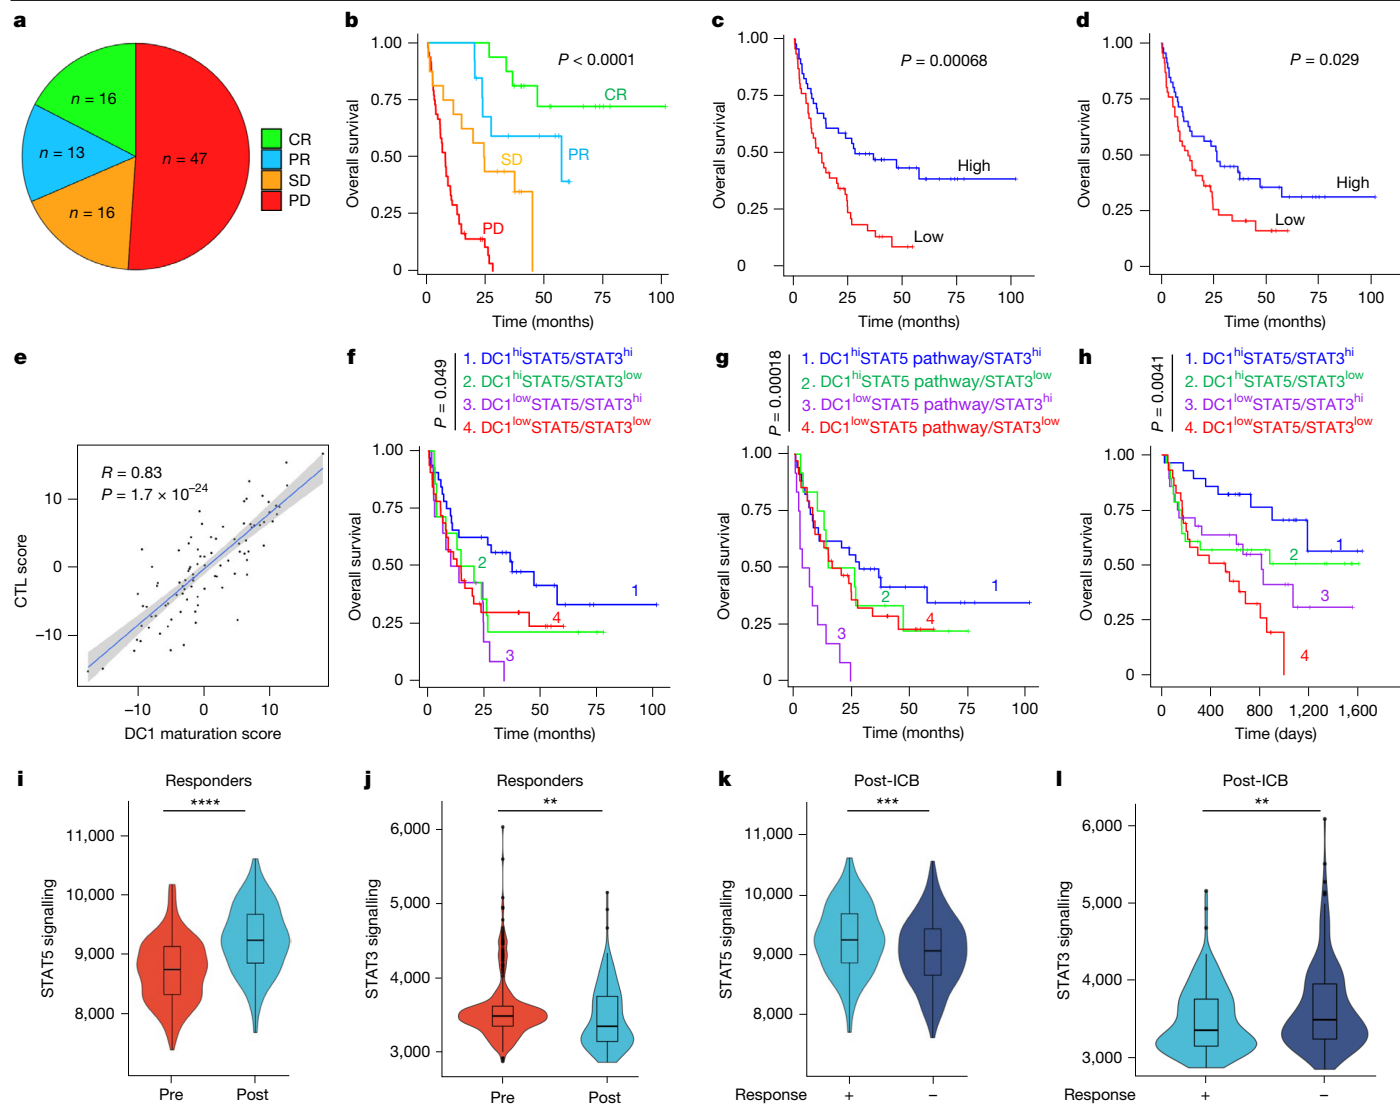 a
n = 16
n = 13
n = 47
n = 16
CR
PR
SD
PD
b
Overall survival
1.00
0.75
0.50
0.25
0
P < 0.0001
CR
PR
SD
PD
0 25 50 75 100
Time (months)
c
Overall survival
1.00
0.75
0.50
0.25
0
P = 0.00068
High
Low
0 25 50 75 100
Time (months)
d
Overall survival
1.00
0.75
0.50
0.25
0
P = 0.029
High
Low
0 25 50 75 100
Time (months)
e
CTL score
10
0
−10
R = 0.83
P = 1.7 × 10⁻²⁴
−10 0 10
DC1 maturation score
f
P = 0.049
1. DC1ʰⁱSTAT5/STAT3ʰⁱ
2. DC1ʰⁱSTAT5/STAT3ˡᵒʷ
3. DC1ˡᵒʷSTAT5/STAT3ʰⁱ
4. DC1ˡᵒʷSTAT5/STAT3ˡᵒʷ
Overall survival
1.00
0.75
0.50
0.25
0
2
1
4
3
0 25 50 75 100
Time (months)
g
P = 0.00018
1. DC1ʰⁱSTAT5 pathway/STAT3ʰⁱ
2. DC1ʰⁱSTAT5 pathway/STAT3ˡᵒʷ
3. DC1ˡᵒʷSTAT5 pathway/STAT3ʰⁱ
4. DC1ˡᵒʷSTAT5 pathway/STAT3ˡᵒʷ
Overall survival
1.00
0.75
0.50
0.25
0
1
2
4
3
0 25 50 75 100
Time (months)
h
P = 0.0041
1. DC1ʰⁱSTAT5/STAT3ʰⁱ
2. DC1ʰⁱSTAT5/STAT3ˡᵒʷ
3. DC1ˡᵒʷSTAT5/STAT3ʰⁱ
4. DC1ˡᵒʷSTAT5/STAT3ˡᵒʷ
Overall survival
1.00
0.75
0.50
0.25
0
1
2
3
4
0 400 800 1,200 1,600
Time (days)
i
Responders
****
STAT5 signalling
11,000
10,000
9,000
8,000
Pre Post
j
Responders
**
STAT3 signalling
6,000
5,000
4,000
3,000
Pre Post
k
Post-ICB
***
STAT5 signalling
11,000
10,000
9,000
8,000
Response + −
l
Post-ICB
**
STAT3 signalling
6,000
5,000
4,000
3,000
Response + −